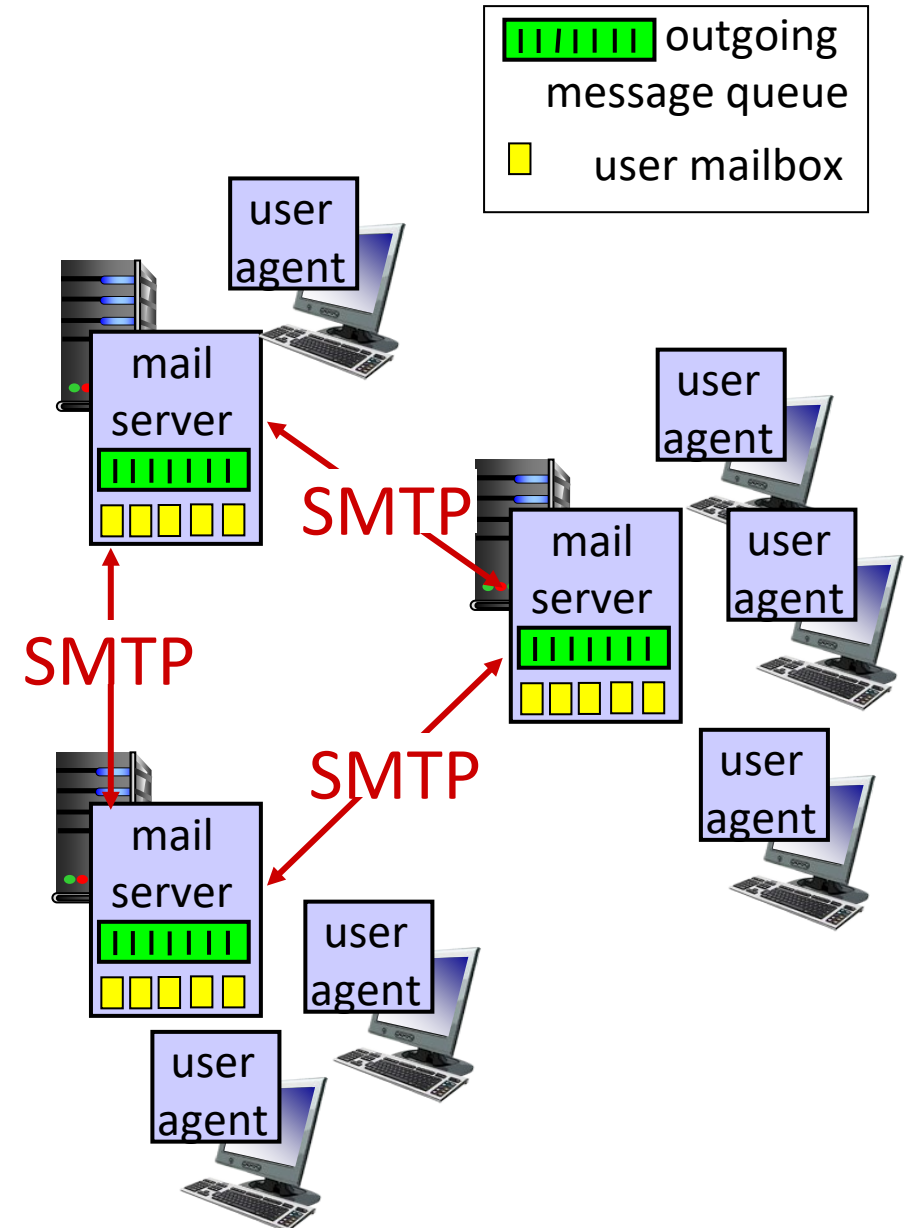 outgoing
message queue
user mailbox
user
agent
mail
server
user
agent
SMTP
mail
server
user
agent
SMTP
SMTP
user
agent
mail
server
user
agent
user
agent